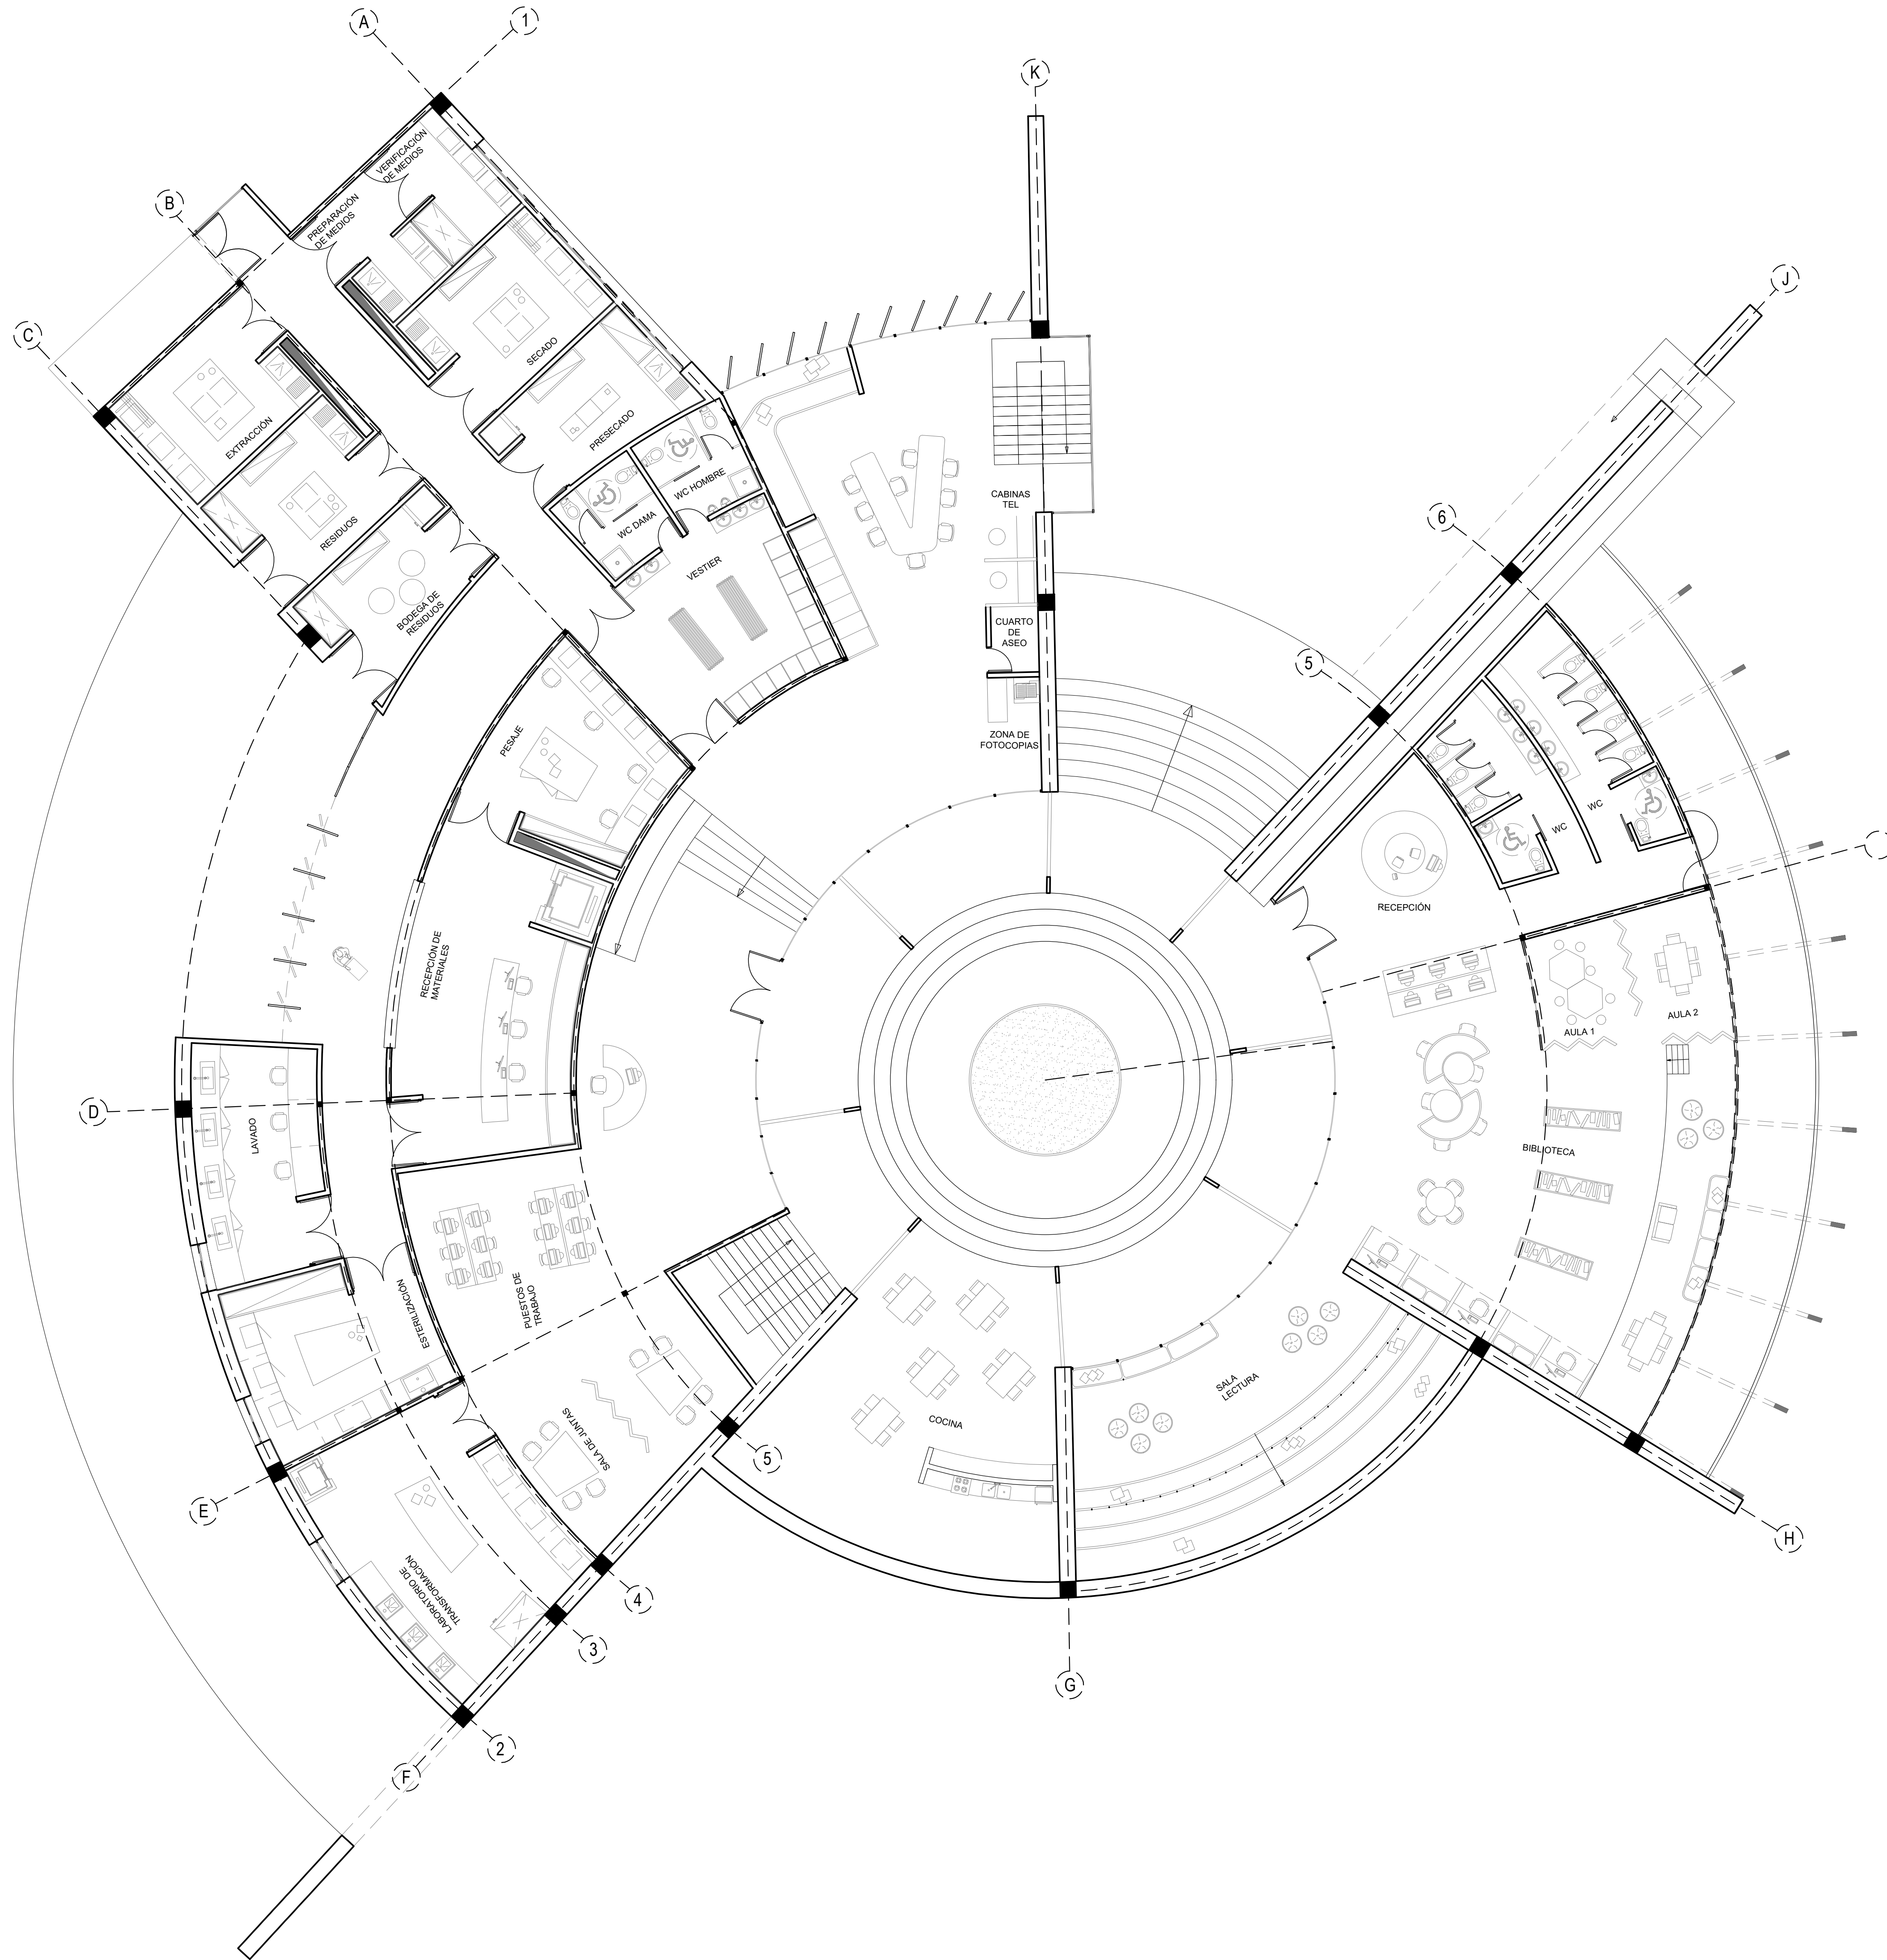 A
1
K
VERIFICACIÓN
DE MEDIOS
B
PREPARACIÓN
DE MEDIOS
J
C
SECADO
EXTRACCIÓN
PRESECADO
WC HOMBRE
CABINAS
TEL
6
WC DAMA
RESIDUOS
VESTIER
BODEGA DE
RESIDUOS
CUARTO
DE
ASEO
5
PESAJE
ZONA DE
FOTOCOPIAS
WC
WC
RECEPCIÓN
RECEPCIÓN DE
MATERIALES
AULA 2
AULA 1
D
LAVADO
BIBLIOTECA
PUESTOS DE
TRABAJO
ESTERILIZACIÓN
SALA
LECTURA
COCINA
SALA DE JUNTAS
5
E
H
LABORATORIO DE
TRANSFORMACIÓN
4
3
G
2
F